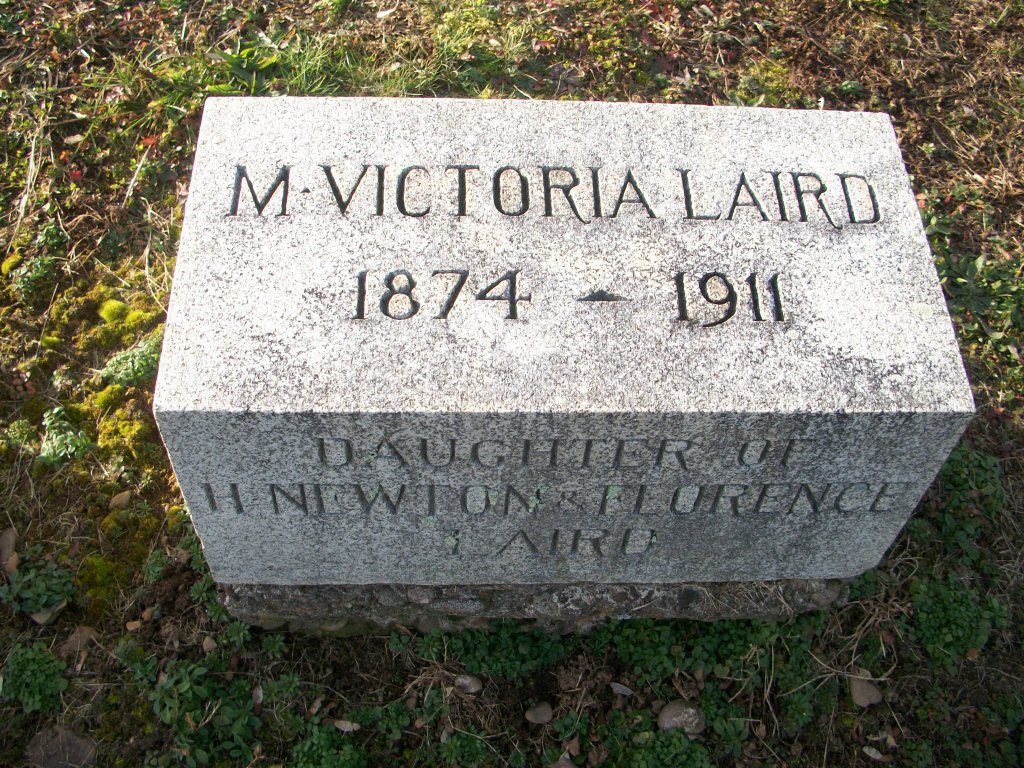 M·VICTORIA LAIRD
1874 - 1911
DAUGHTER OF
H NEWTON & FLORENCE
LAIRD